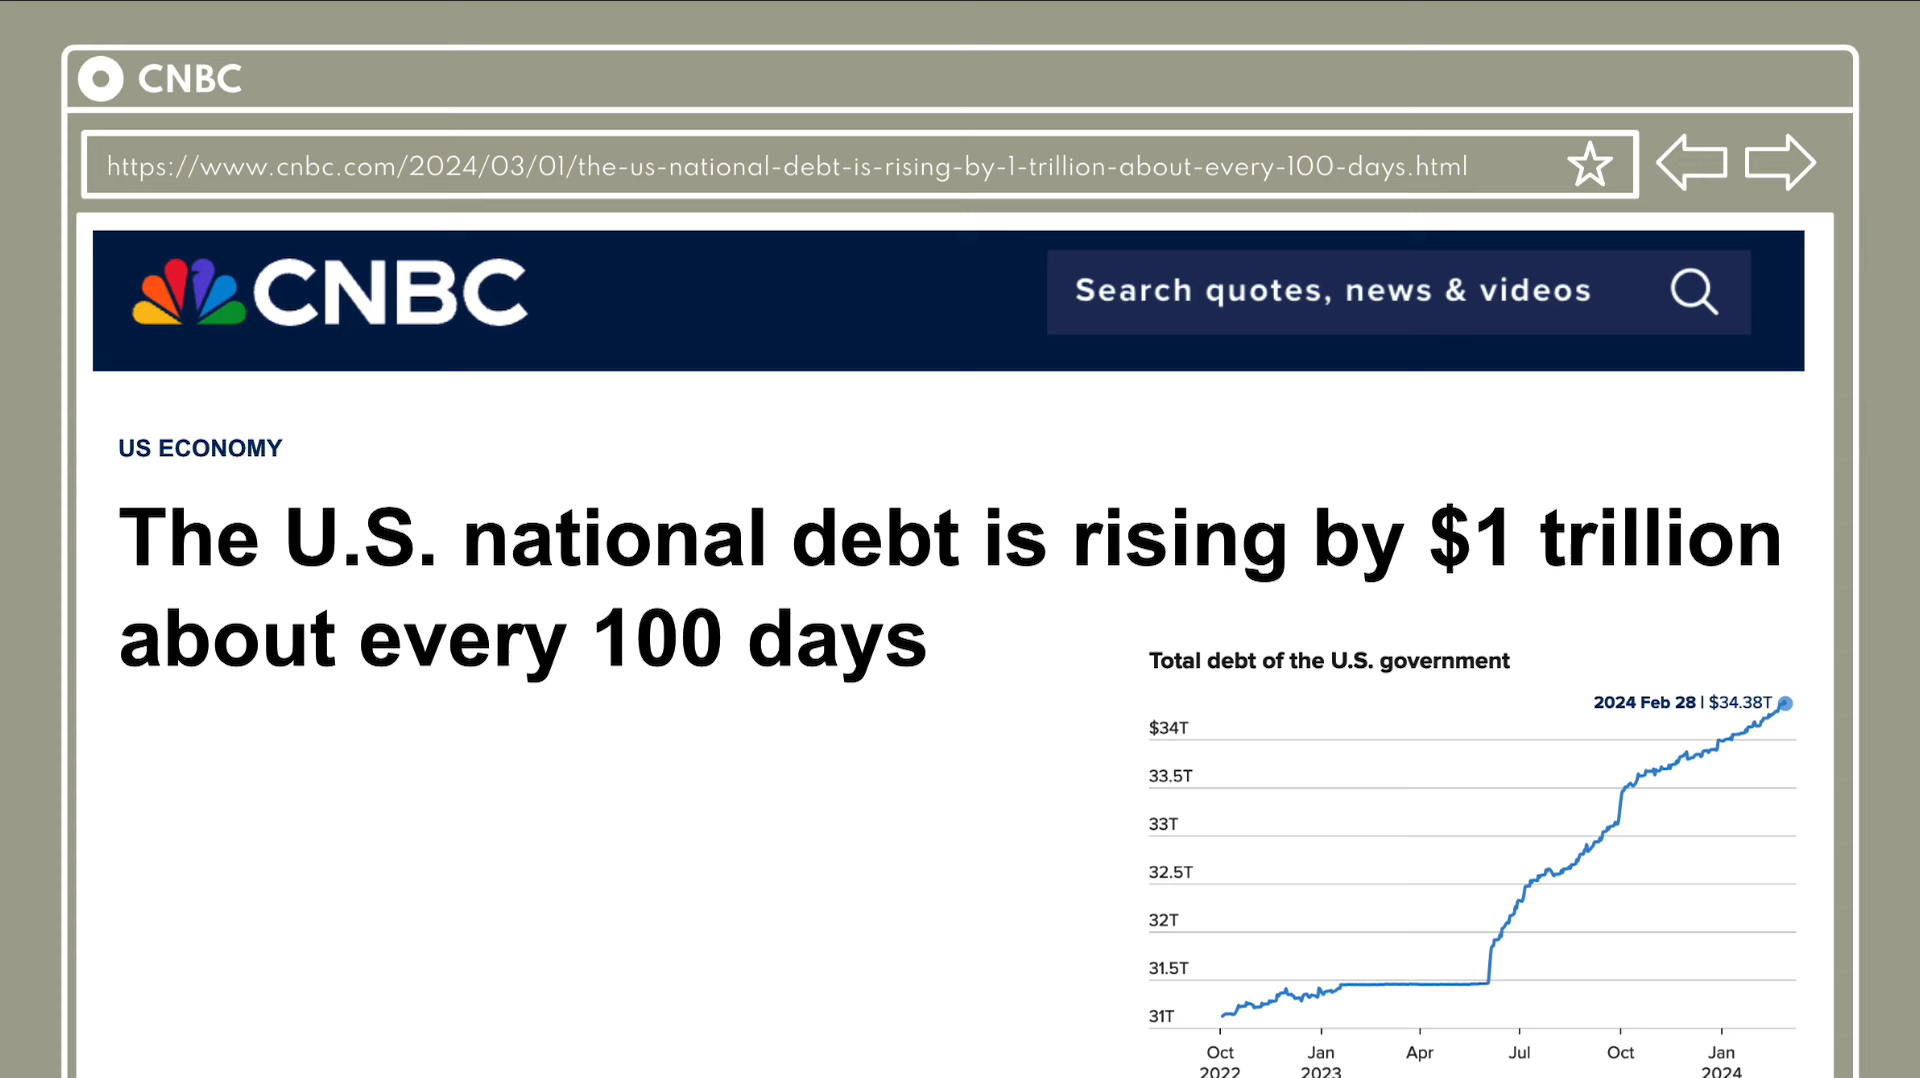 CNBC
https://www.cnbc.com/2024/03/01/the-us-national-debt-is-rising-by-1-trillion-about-every-100-days.html
CNBC
Search quotes, news & videos
US ECONOMY
The U.S. national debt is rising by $1 trillion
about every 100 days
Total debt of the U.S. government
2024 Feb 28 | $34.38T
$34T
33.5T
33T
32.5T
32T
31.5T
31T
Oct Jan Apr Jul Oct Jan
2022 2023 2024